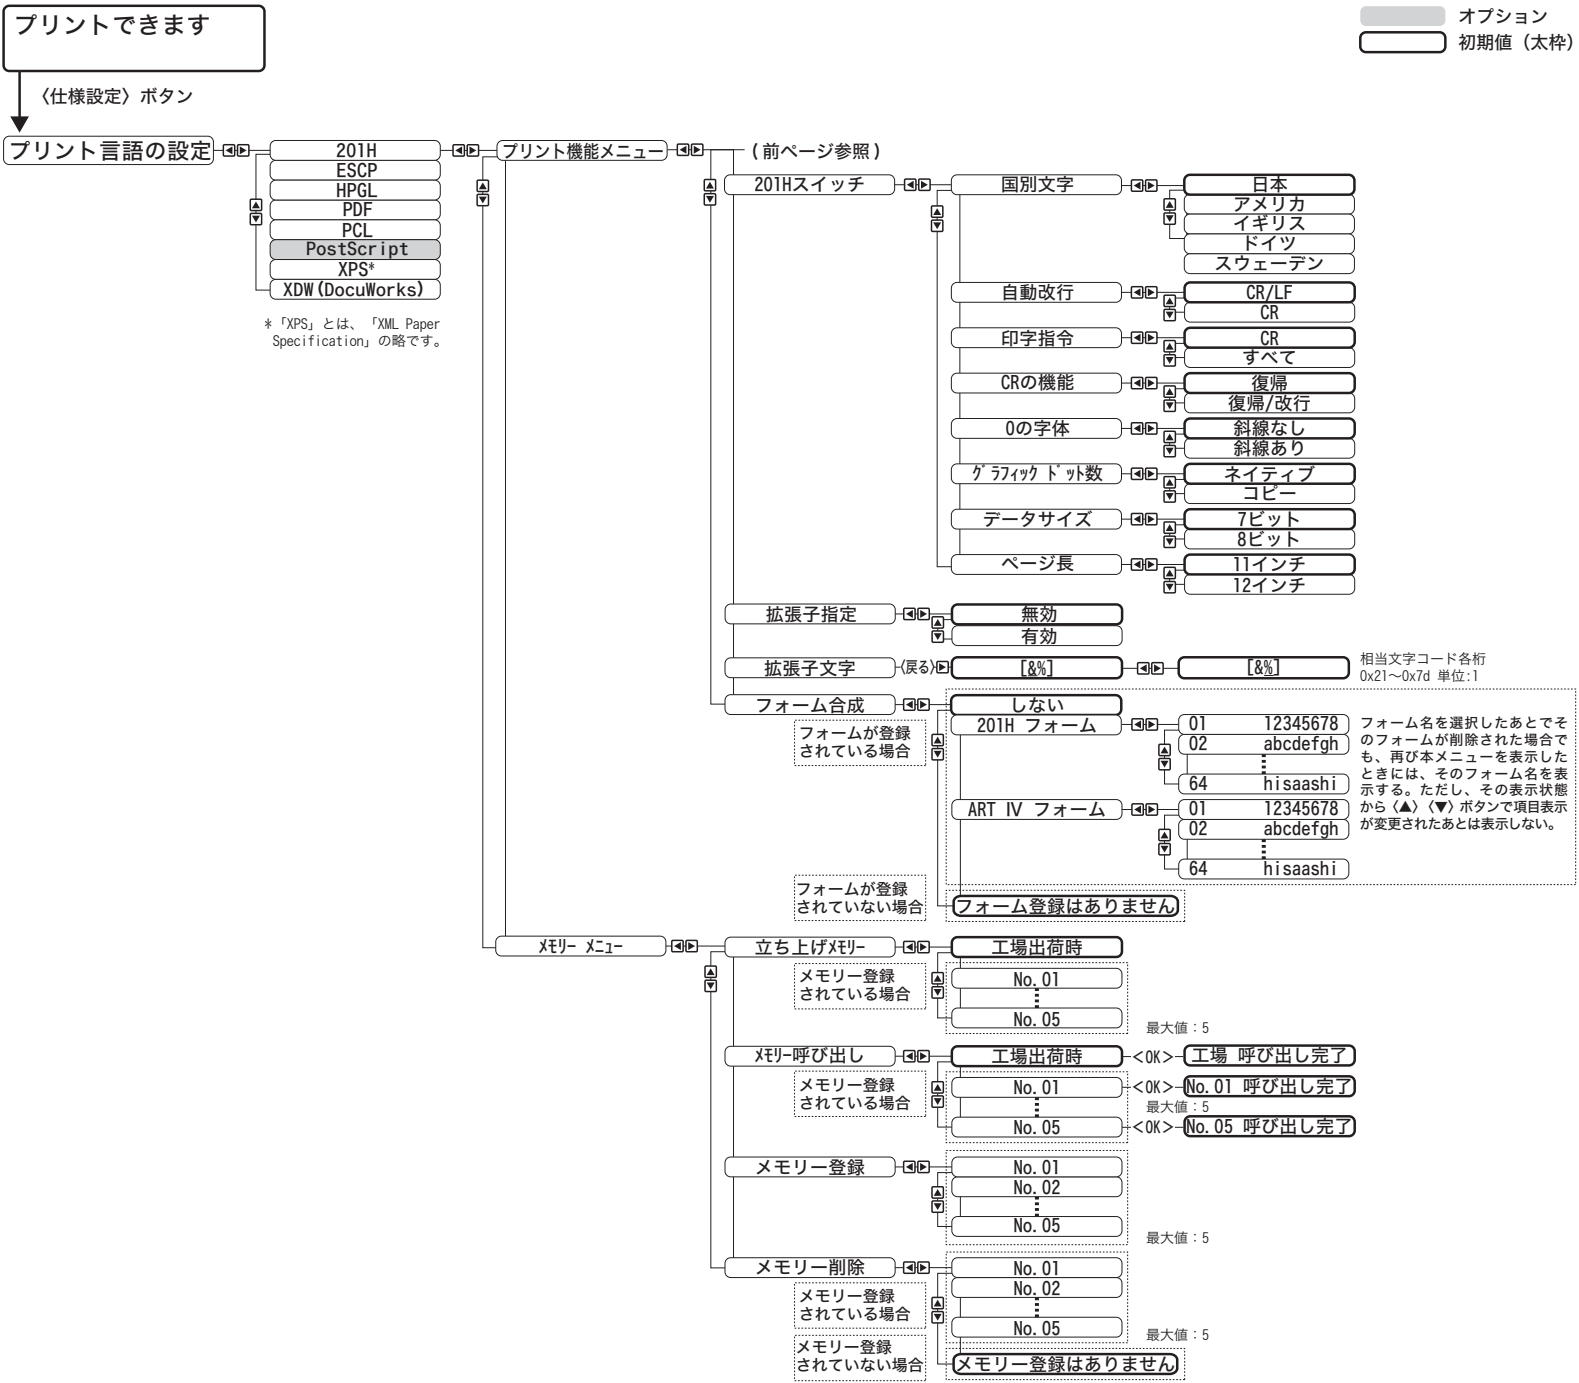 プリントできます
オプション
初期値（太枠）
〈仕様設定〉ボタン
プリント言語の設定
201H
ESCP
HPGL
PDF
PCL
PostScript
XPS*
XDW(DocuWorks)
*「XPS」とは、「XML Paper
Specification」の略です。
プリント機能メニュー
(前ページ参照)
201Hスイッチ
国別文字
日本
アメリカ
イギリス
ドイツ
スウェーデン
自動改行
CR/LF
CR
印字指令
CR
すべて
CRの機能
復帰
復帰/改行
0の字体
斜線なし
斜線あり
ｸﾞﾗﾌｨｯｸ ﾄﾞｯﾄ数
ネイティブ
コピー
データサイズ
7ビット
8ビット
ページ長
11インチ
12インチ
拡張子指定
無効
有効
拡張子文字
〈戻る〉
[&%]
[&%]
相当文字コード各桁
0x21～0x7d 単位:1
フォーム合成
フォームが登録
されている場合
しない
201H フォーム
01 12345678
02 abcdefgh
64 hisaashi
ART Ⅳ フォーム
01 12345678
02 abcdefgh
64 hisaashi
フォーム名を選択したあとでそ
のフォームが削除された場合で
も、再び本メニューを表示した
ときには、そのフォーム名を表
示する。ただし、その表示状態
から〈▲〉〈▼〉ボタンで項目表示
が変更されたあとは表示しない。
フォームが登録
されていない場合
フォーム登録はありません
ﾒﾓﾘｰ ﾒﾆｭｰ
立ち上げﾒﾓﾘｰ
工場出荷時
メモリー登録
されている場合
No.01
No.05
最大値：5
ﾒﾓﾘｰ呼び出し
工場出荷時
<OK>
工場 呼び出し完了
メモリー登録
されている場合
No.01
<OK>
No.01 呼び出し完了
最大値：5
No.05
<OK>
No.05 呼び出し完了
メモリー登録
No.01
No.02
No.05
最大値：5
メモリー削除
No.01
No.02
メモリー登録
されている場合
No.05
最大値：5
メモリー登録
されていない場合
メモリー登録はありません